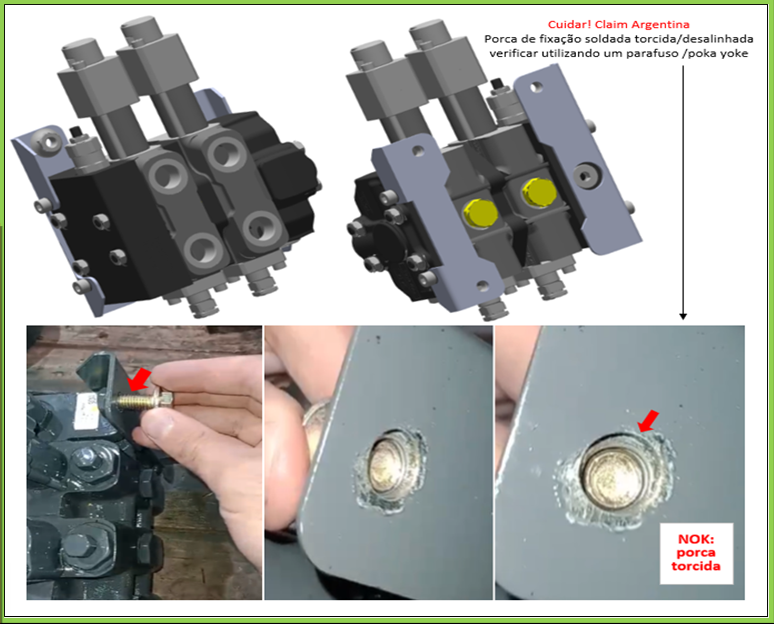 Cuidar! Claim Argentina
Porca de fixação soldada torcida/desalinhada
verificar utilizando um parafuso /poka yoke
NOK:
porca
torcida